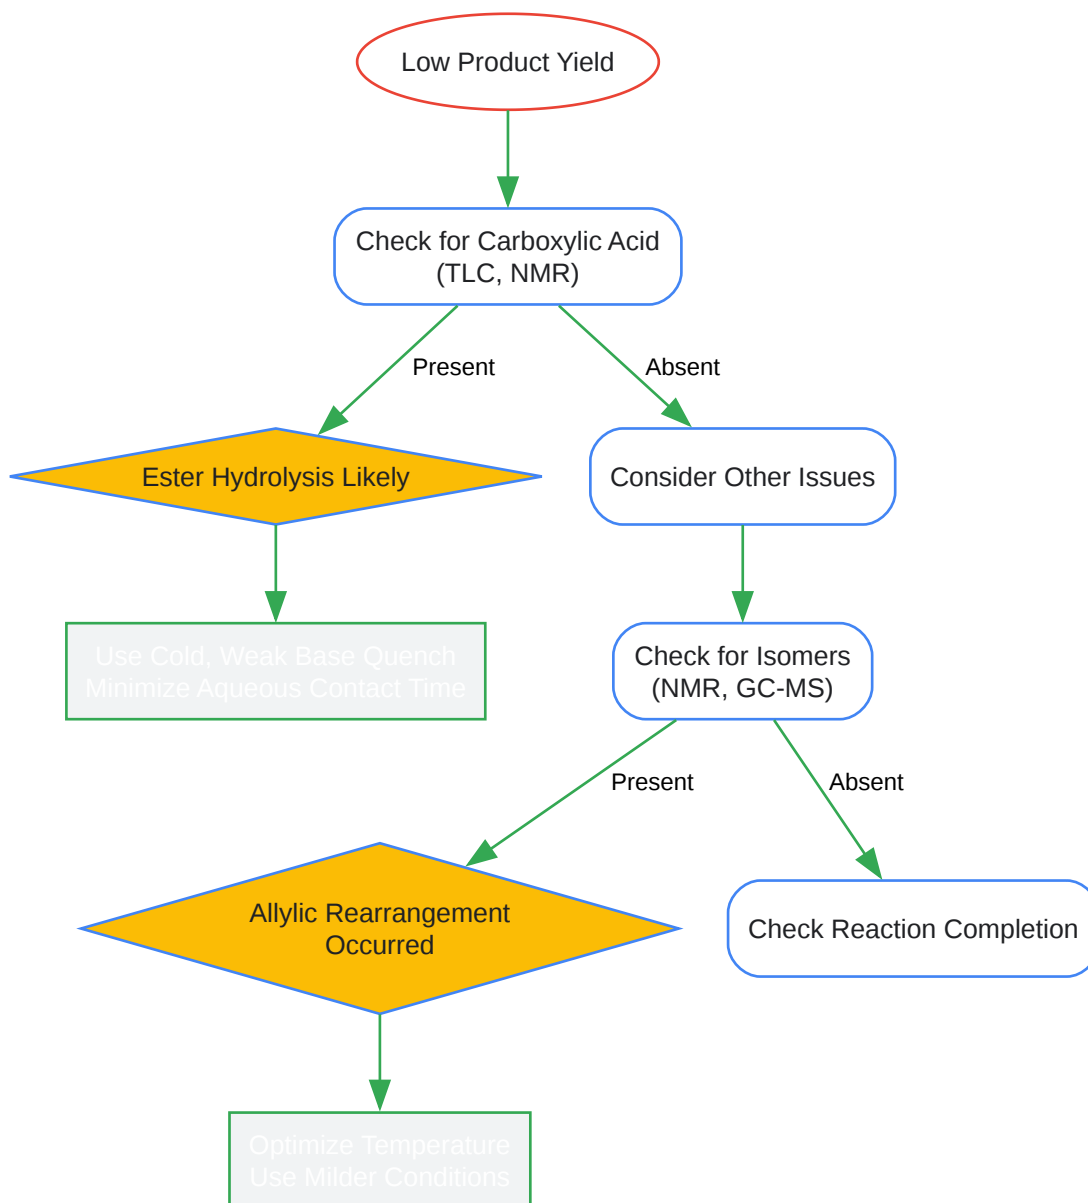 Low Product Yield
Check for Carboxylic Acid
(TLC, NMR)
Present
Absent
Ester Hydrolysis Likely
Consider Other Issues
Use Cold, Weak Base Quench
Minimize Aqueous Contact Time
Check for Isomers
(NMR, GC-MS)
Present
Absent
Allylic Rearrangement
Occurred
Check Reaction Completion
Optimize Temperature
Use Milder Conditions